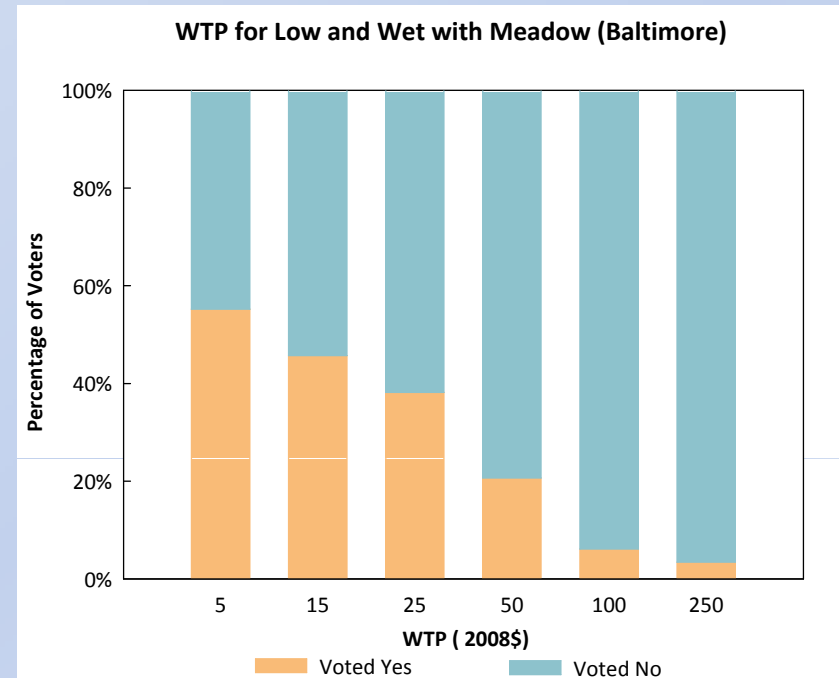 WTP for Low and Wet with Meadow (Baltimore)
100%
80%
60%
40%
20%
0%
Percentage of Voters
5 15 25 50 100 250
WTP ( 2008$)
Voted Yes Voted No